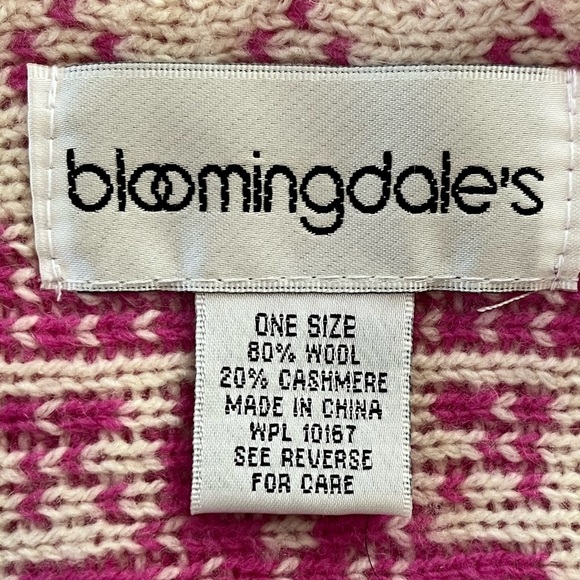 bloomingdale's
ONE SIZE
80% WOOL
20% CASHMERE
MADE IN CHINA
WPL 10167
SEE REVERSE
FOR CARE